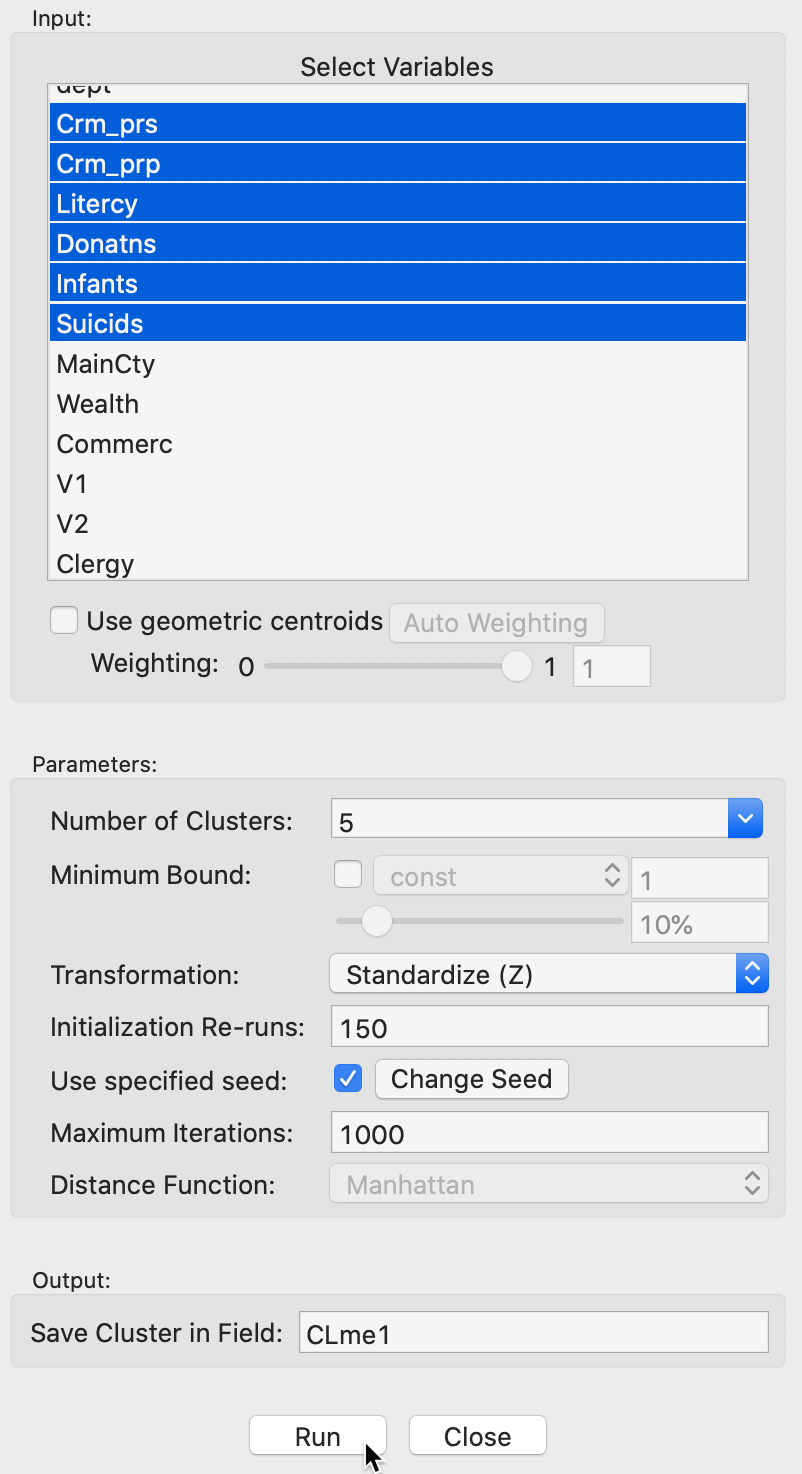 Input:
Select Variables
dept
Crm_prs
Crm_prp
Litercy
Donatns
Infants
Suicids
MainCty
Wealth
Commerc
V1
V2
Clergy
Use geometric centroids Auto Weighting
Weighting: 0 1 1
Parameters:
Number of Clusters: 5
Minimum Bound: const 1
10%
Transformation: Standardize (Z)
Initialization Re-runs: 150
Use specified seed: Change Seed
Maximum Iterations: 1000
Distance Function: Manhattan
Output:
Save Cluster in Field: CLme1
Run Close